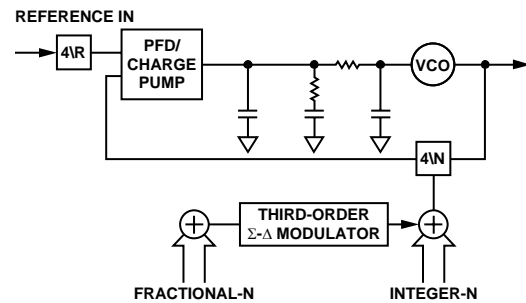 REFERENCE IN
4\R
PFD/
CHARGE
PUMP
VCO
4\N
THIRD-ORDER
Σ-Δ MODULATOR
FRACTIONAL-N
INTEGER-N